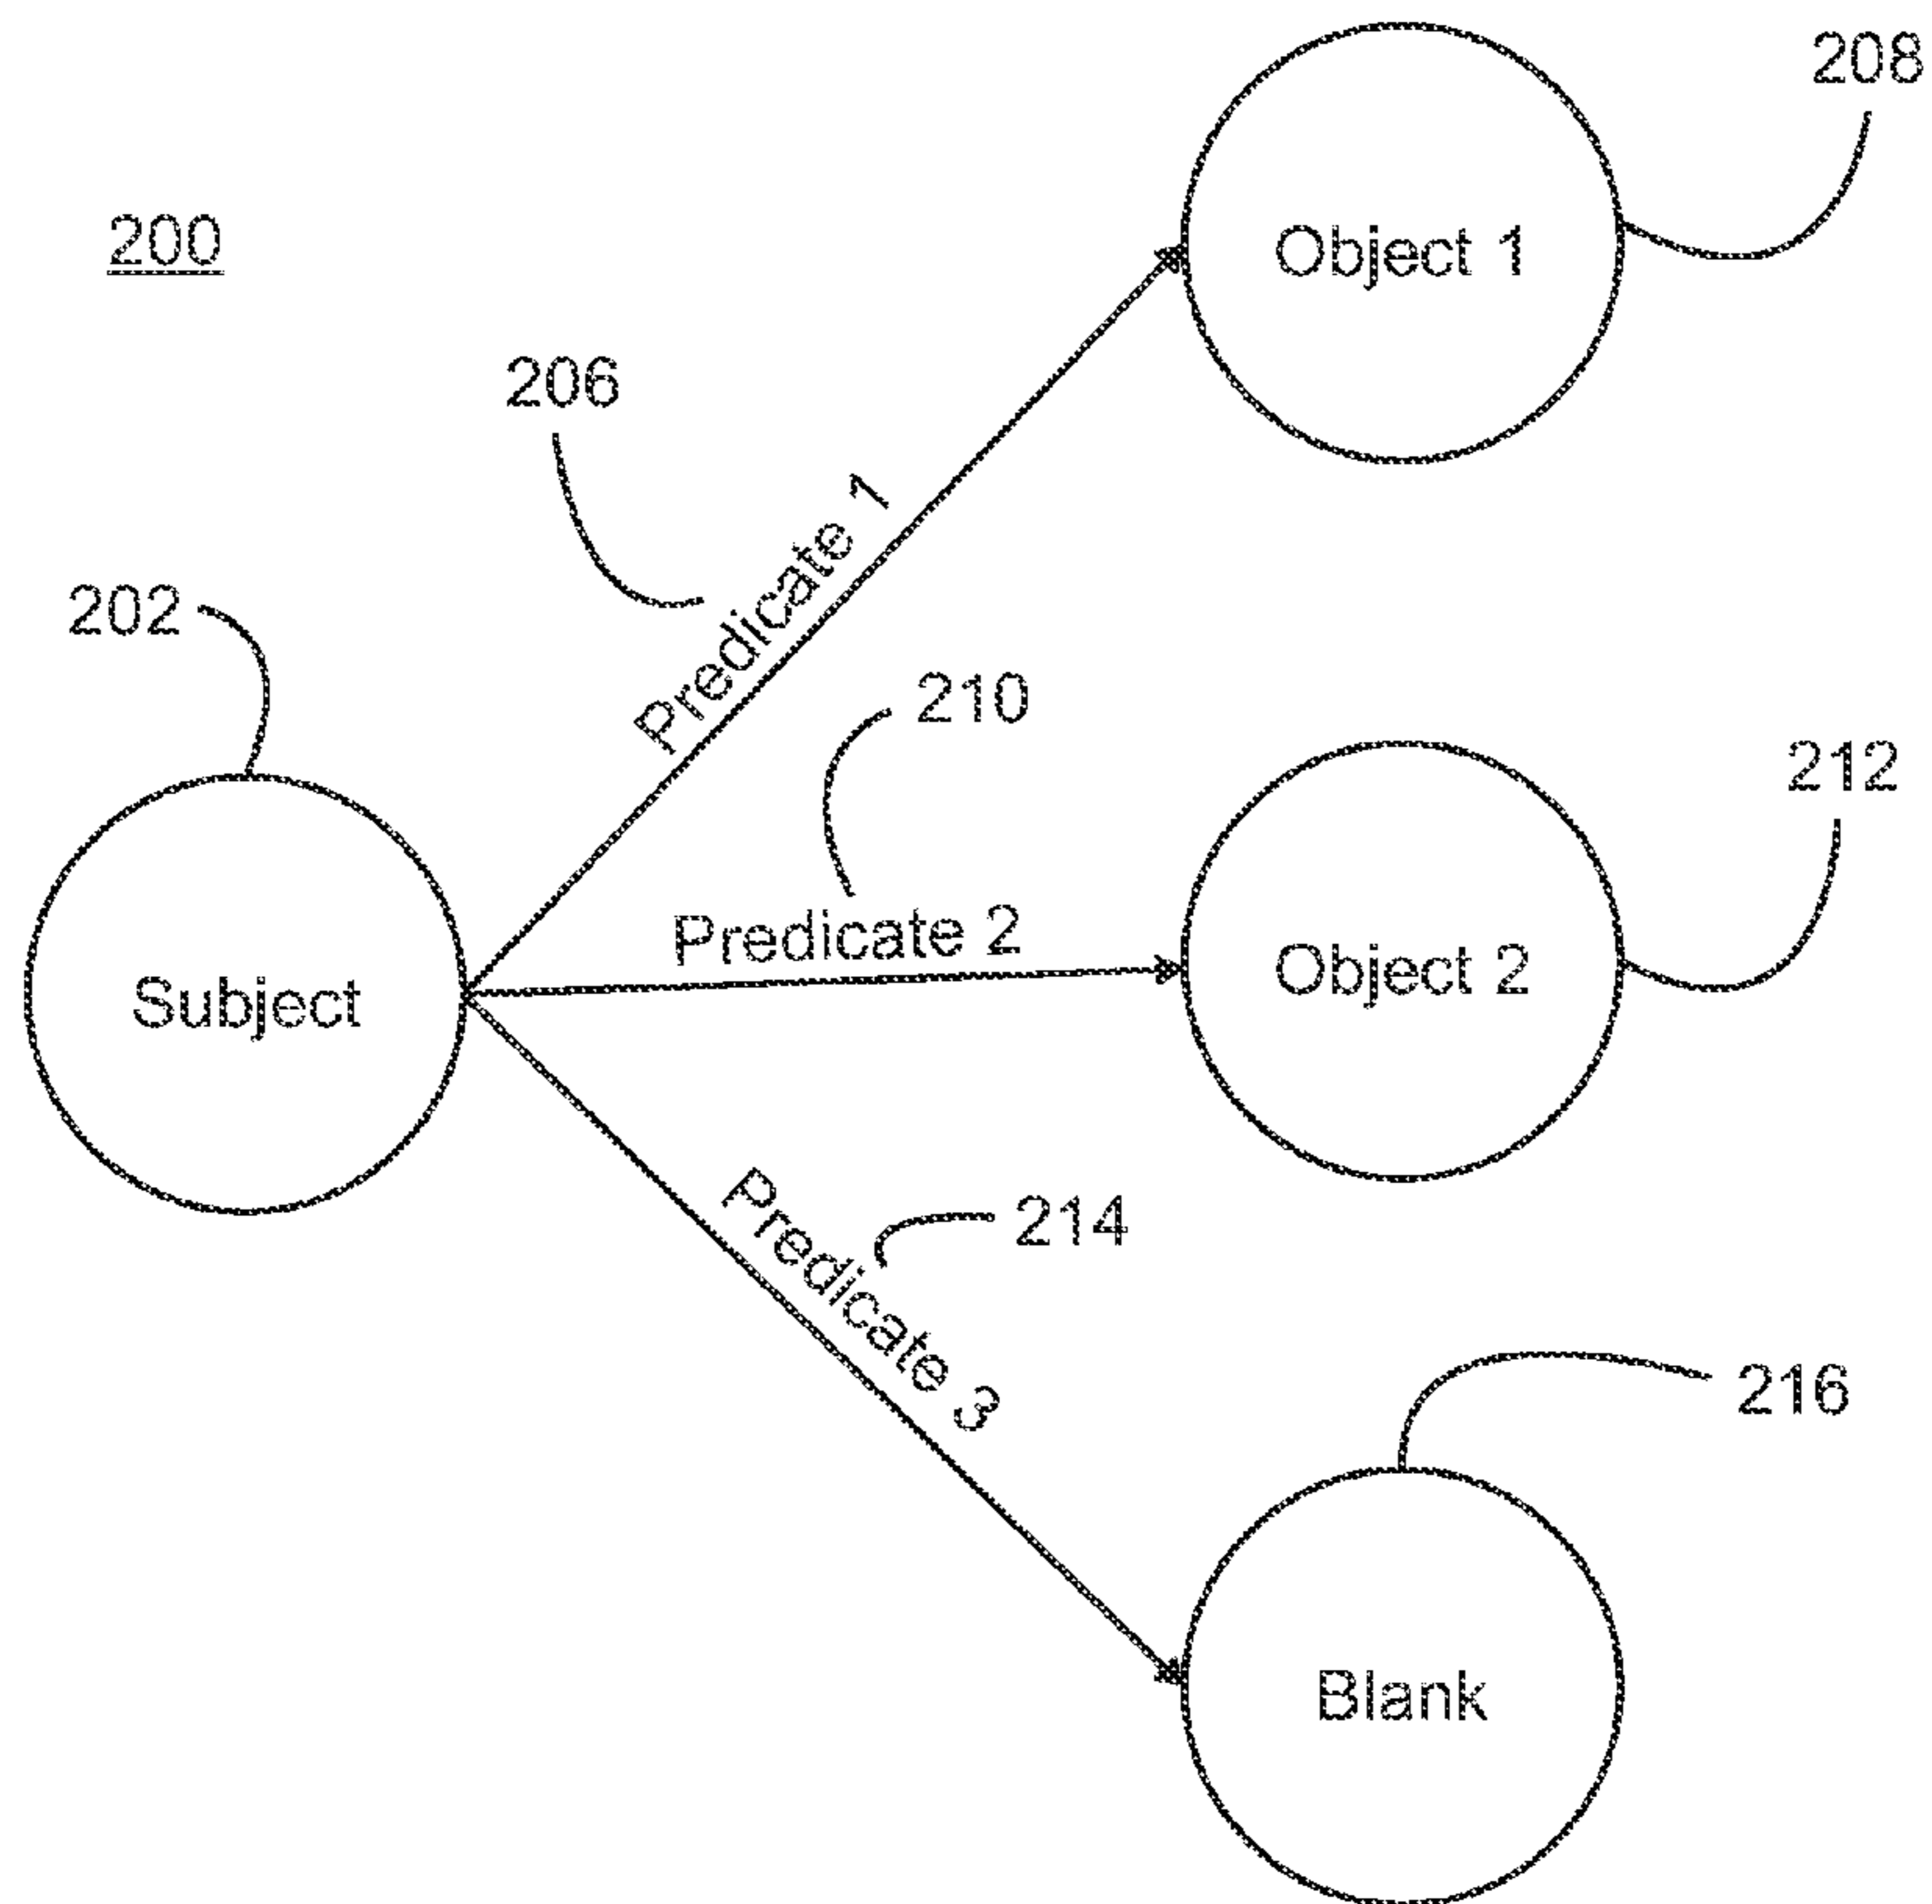 208
200
Object 1
206
Predicate 1
202
210
212
Predicate 2
Object 2
Subject
214
Predicate 3
216
Blank